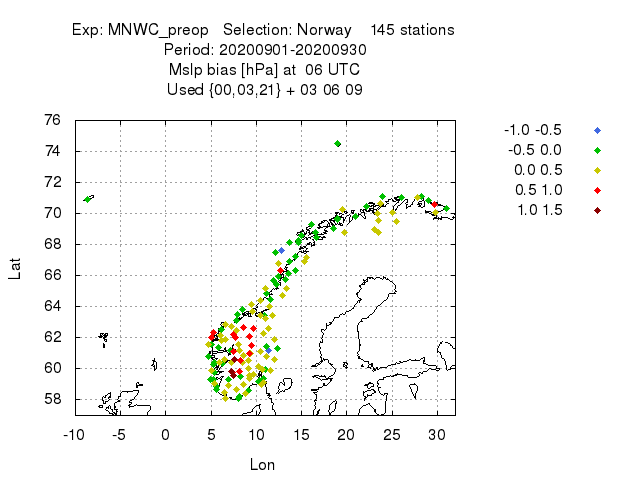 Exp: MNWC_preop   Selection: Norway    145 stations
Period: 20200901-20200930
Mslp bias [hPa] at  06 UTC
Used {00,03,21} + 03 06 09
76
74
72
70
68
66
64
62
60
58
-10 -5 0 5 10 15 20 25 30
Lat
Lon
-1.0 -0.5
-0.5 0.0
0.0 0.5
0.5 1.0
1.0 1.5